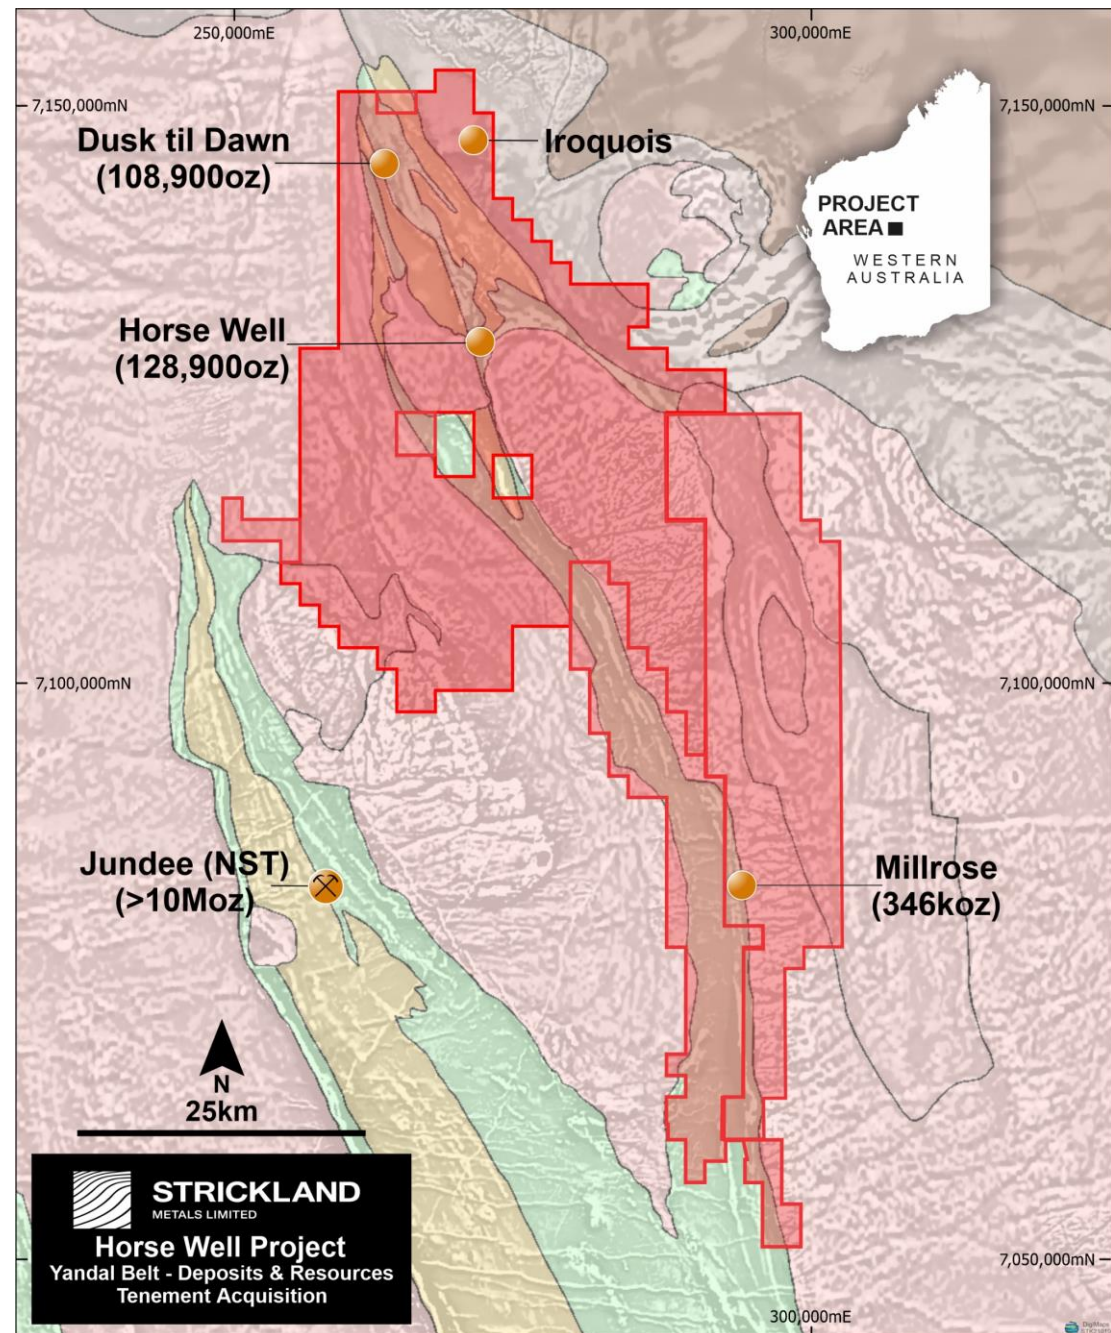 250,000mE
300,000mE
7,150,000mN
7,150,000mN
Dusk til Dawn
(108,900oz)
Iroquois
PROJECT
AREA
WESTERN
AUSTRALIA
Horse Well
(128,900oz)
7,100,000mN
7,100,000mN
Jundee (NST)
(>10Moz)
Millrose
(346koz)
N
25km
STRICKLAND
METALS LIMITED
Horse Well Project
Yandal Belt - Deposits & Resources
Tenement Acquisition
7,050,000mN
300,000mE